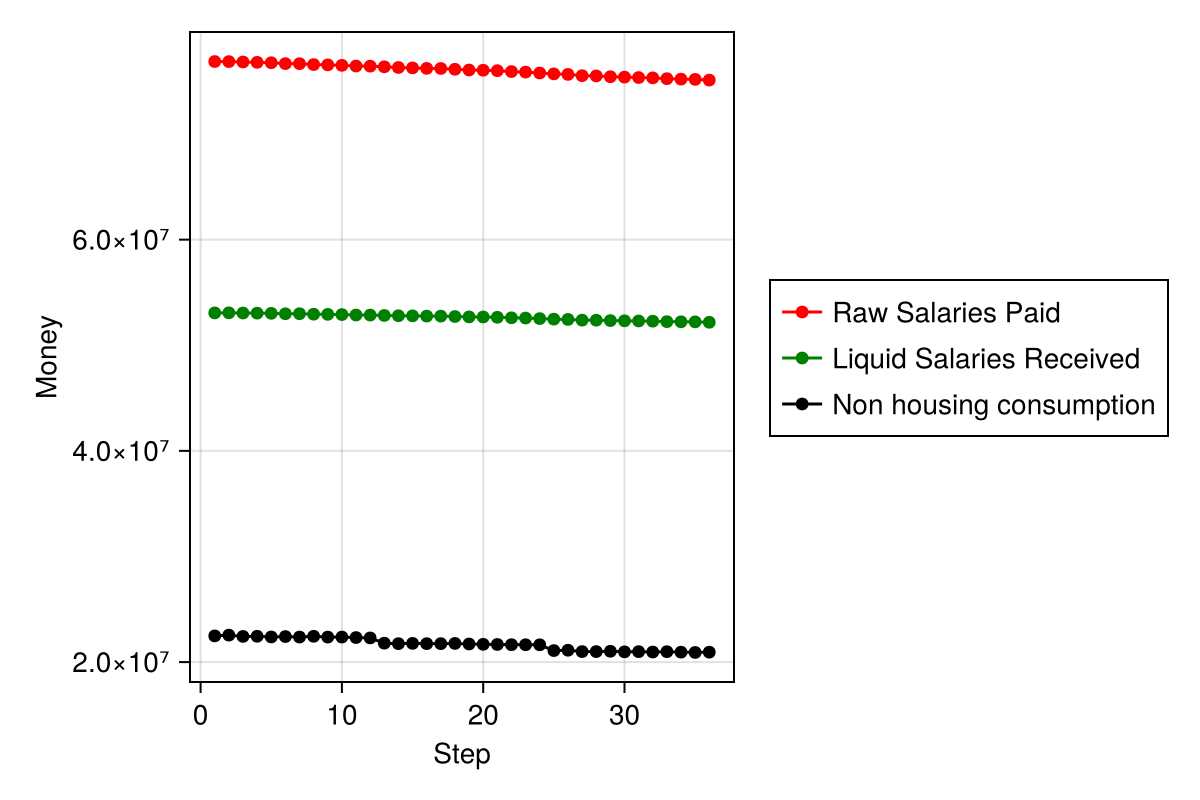 6.0×10⁷
4.0×10⁷
2.0×10⁷
Money
0 10 20 30
Step
Raw Salaries Paid
Liquid Salaries Received
Non housing consumption